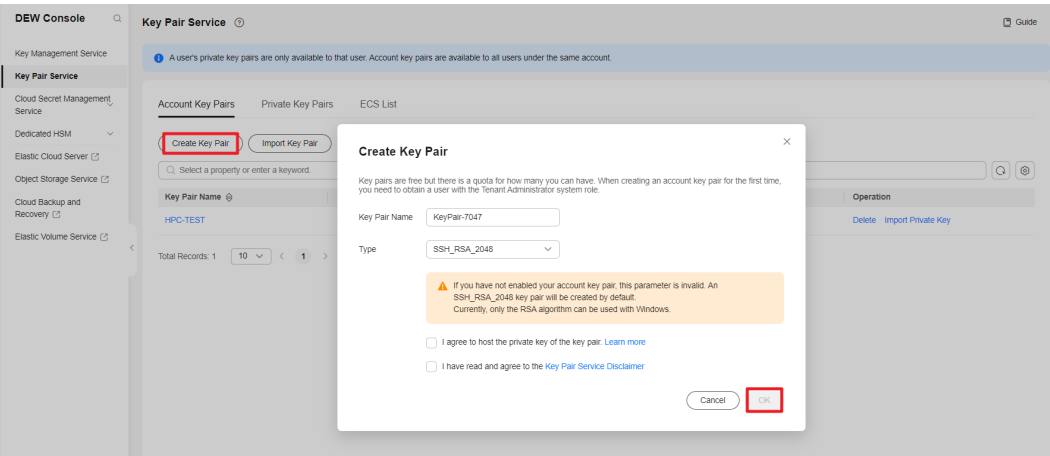 DEW Console
Key Management Service
Key Pair Service
Cloud Secret Management
Service
Dedicated HSM
Elastic Cloud Server
Object Storage Service
Cloud Backup and
Recovery
Elastic Volume Service
Key Pair Service
Guide
A user's private key pairs are only available to that user. Account key pairs are available to all users under the same account.
Account Key Pairs Private Key Pairs ECS List
Create Key Pair Import Key Pair
Select a property or enter a keyword.
Key Pair Name Operation
HPC-TEST Delete Import Private Key
Total Records: 1 10 1
Create Key Pair
Key pairs are free but there is a quota for how many you can have. When creating an account key pair for the first time,
you need to obtain a user with the Tenant Administrator system role.
Key Pair Name KeyPair-7047
Type SSH_RSA_2048
If you have not enabled your account key pair, this parameter is invalid. An
SSH_RSA_2048 key pair will be created by default.
Currently, only the RSA algorithm can be used with Windows.
I agree to host the private key of the key pair. Learn more
I have read and agree to the Key Pair Service Disclaimer
Cancel OK